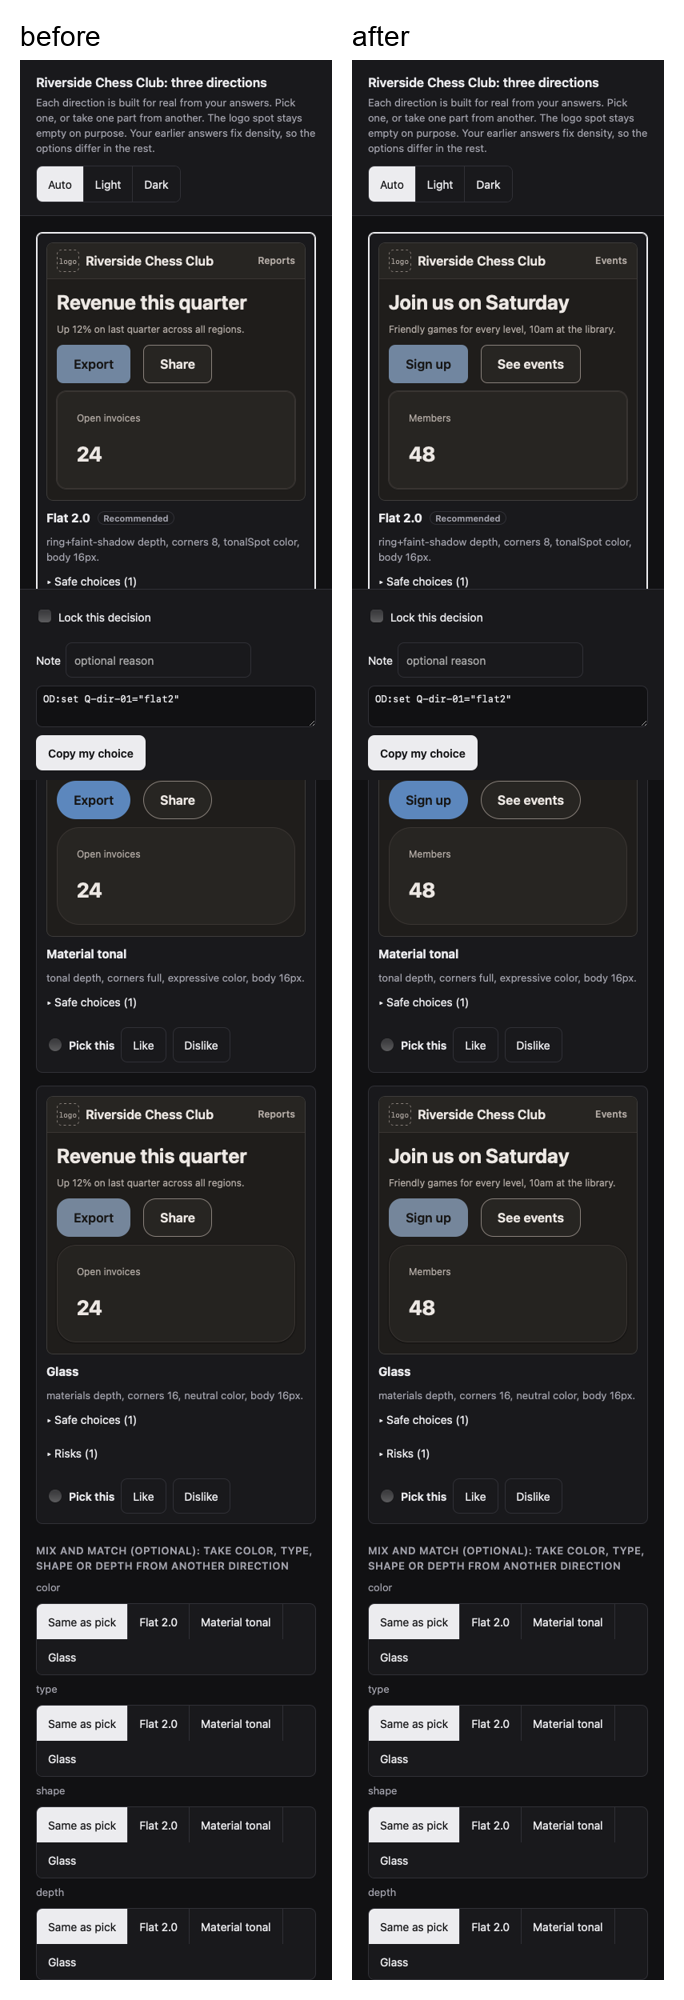 before
Riverside Chess Club: three directions
Each direction is built for real from your answers. Pick
one, or take one part from another. The logo spot stays
empty on purpose. Your earlier answers fix density, so the
options differ in the rest.
Auto Light Dark
logo Riverside Chess Club Reports
Revenue this quarter
Up 12% on last quarter across all regions.
Export Share
Open invoices
24
Flat 2.0 Recommended
ring+faint-shadow depth, corners 8, tonalSpot color,
body 16px.
▸ Safe choices (1)
Lock this decision
Note optional reason
OD:set Q-dir-01="flat2"
Copy my choice
Export Share
Open invoices
24
Material tonal
tonal depth, corners full, expressive color, body 16px.
▸ Safe choices (1)
Pick this Like Dislike
logo Riverside Chess Club Reports
Revenue this quarter
Up 12% on last quarter across all regions.
Export Share
Open invoices
24
Glass
materials depth, corners 16, neutral color, body 16px.
▸ Safe choices (1)
▸ Risks (1)
Pick this Like Dislike
MIX AND MATCH (OPTIONAL): TAKE COLOR, TYPE,
SHAPE OR DEPTH FROM ANOTHER DIRECTION
color
Same as pick Flat 2.0 Material tonal
Glass
type
Same as pick Flat 2.0 Material tonal
Glass
shape
Same as pick Flat 2.0 Material tonal
Glass
depth
Same as pick Flat 2.0 Material tonal
Glass
after
Riverside Chess Club: three directions
Each direction is built for real from your answers. Pick
one, or take one part from another. The logo spot stays
empty on purpose. Your earlier answers fix density, so the
options differ in the rest.
Auto Light Dark
logo Riverside Chess Club Events
Join us on Saturday
Friendly games for every level, 10am at the library.
Sign up See events
Members
48
Flat 2.0 Recommended
ring+faint-shadow depth, corners 8, tonalSpot color,
body 16px.
▸ Safe choices (1)
Lock this decision
Note optional reason
OD:set Q-dir-01="flat2"
Copy my choice
Sign up See events
Members
48
Material tonal
tonal depth, corners full, expressive color, body 16px.
▸ Safe choices (1)
Pick this Like Dislike
logo Riverside Chess Club Events
Join us on Saturday
Friendly games for every level, 10am at the library.
Sign up See events
Members
48
Glass
materials depth, corners 16, neutral color, body 16px.
▸ Safe choices (1)
▸ Risks (1)
Pick this Like Dislike
MIX AND MATCH (OPTIONAL): TAKE COLOR, TYPE,
SHAPE OR DEPTH FROM ANOTHER DIRECTION
color
Same as pick Flat 2.0 Material tonal
Glass
type
Same as pick Flat 2.0 Material tonal
Glass
shape
Same as pick Flat 2.0 Material tonal
Glass
depth
Same as pick Flat 2.0 Material tonal
Glass